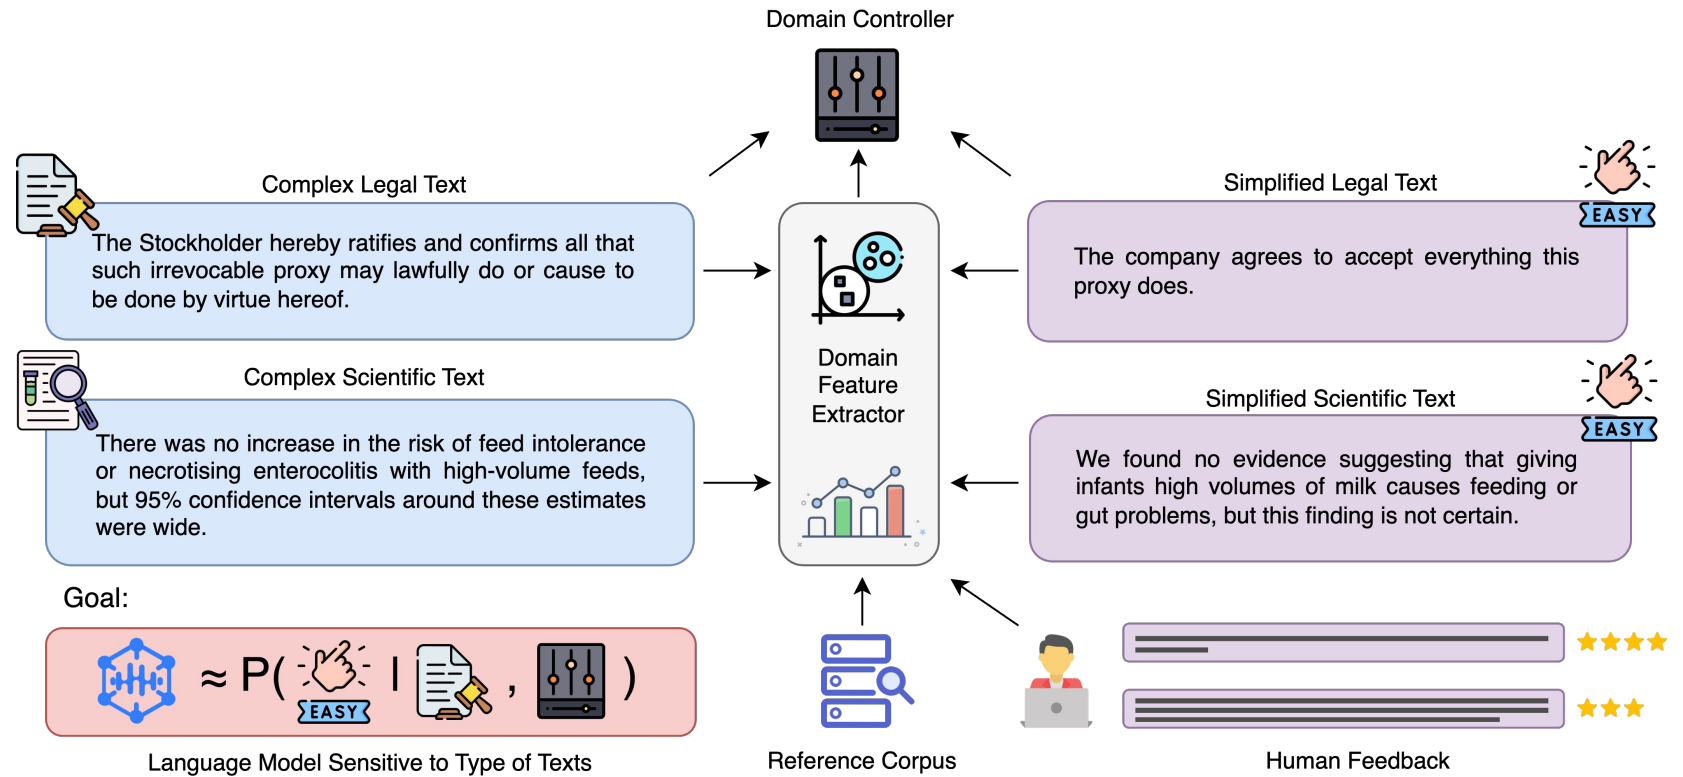 Domain Controller
Complex Legal Text
The Stockholder hereby ratifies and confirms all that
such irrevocable proxy may lawfully do or cause to
be done by virtue hereof.
Complex Scientific Text
There was no increase in the risk of feed intolerance
or necrotising enterocolitis with high-volume feeds,
but 95% confidence intervals around these estimates
were wide.
Domain
Feature
Extractor
Simplified Legal Text
EASY
The company agrees to accept everything this
proxy does.
Simplified Scientific Text
EASY
We found no evidence suggesting that giving
infants high volumes of milk causes feeding or
gut problems, but this finding is not certain.
Goal:
≈ P( | , )
EASY
Language Model Sensitive to Type of Texts
Reference Corpus
Human Feedback